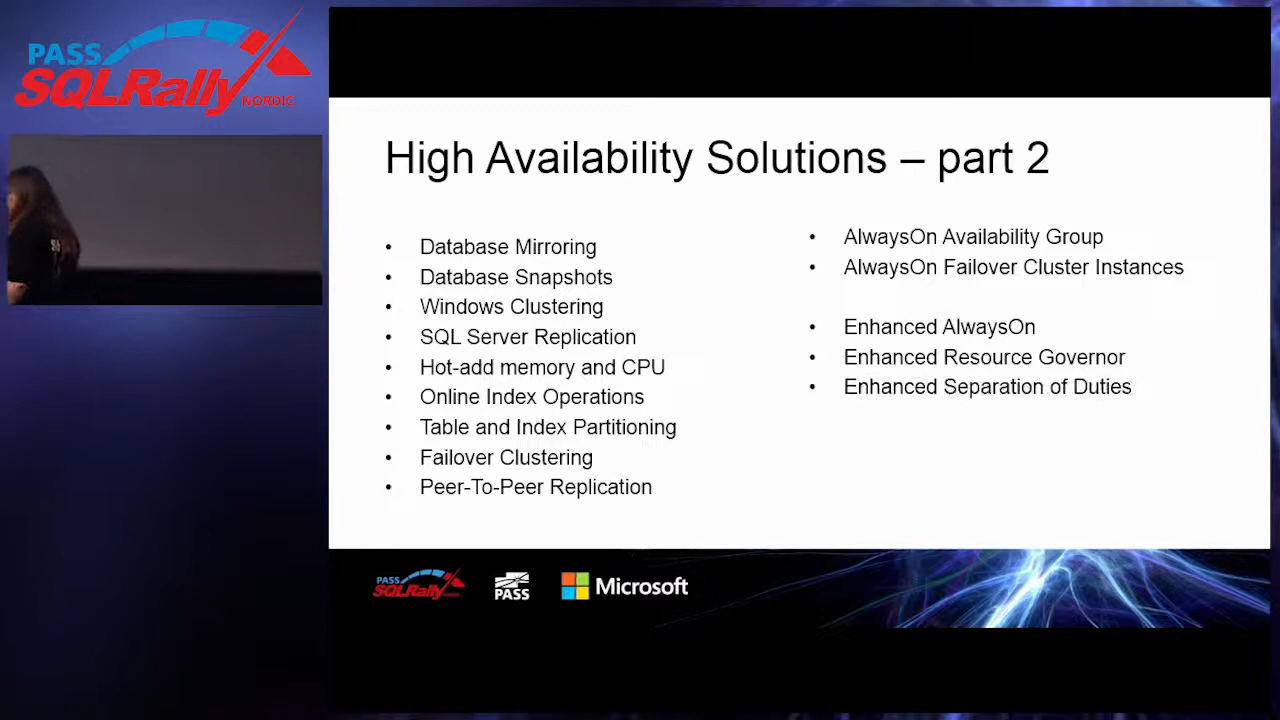 PASS
SQLRally
NORDIC
High Availability Solutions – part 2
• Database Mirroring
• Database Snapshots
• Windows Clustering
• SQL Server Replication
• Hot-add memory and CPU
• Online Index Operations
• Table and Index Partitioning
• Failover Clustering
• Peer-To-Peer Replication
• AlwaysOn Availability Group
• AlwaysOn Failover Cluster Instances
• Enhanced AlwaysOn
• Enhanced Resource Governor
• Enhanced Separation of Duties
PASS
SQLRally
PASS
Microsoft